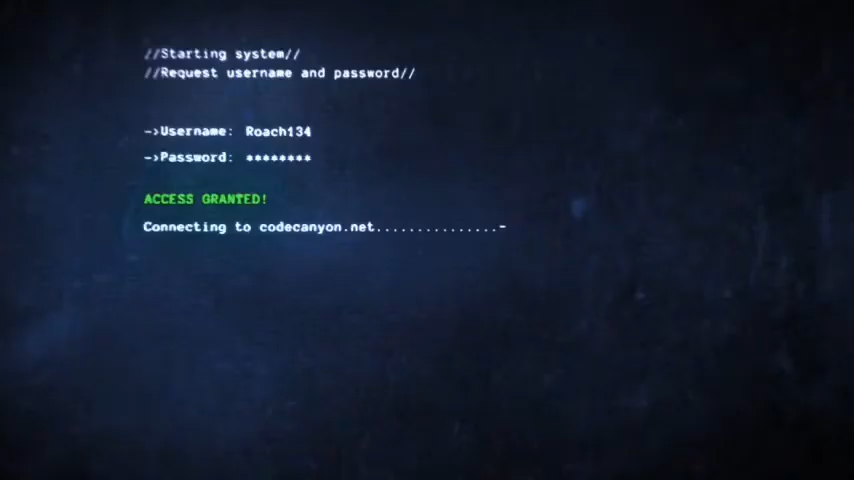 //Starting system//
//Request username and password//
->Username: Roach134
->Password: ********
ACCESS GRANTED!
Connecting to codecanyon.net...............-